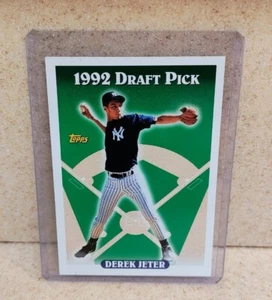 1992 DRAFT PICK
NY
Topps
DEREK JETER